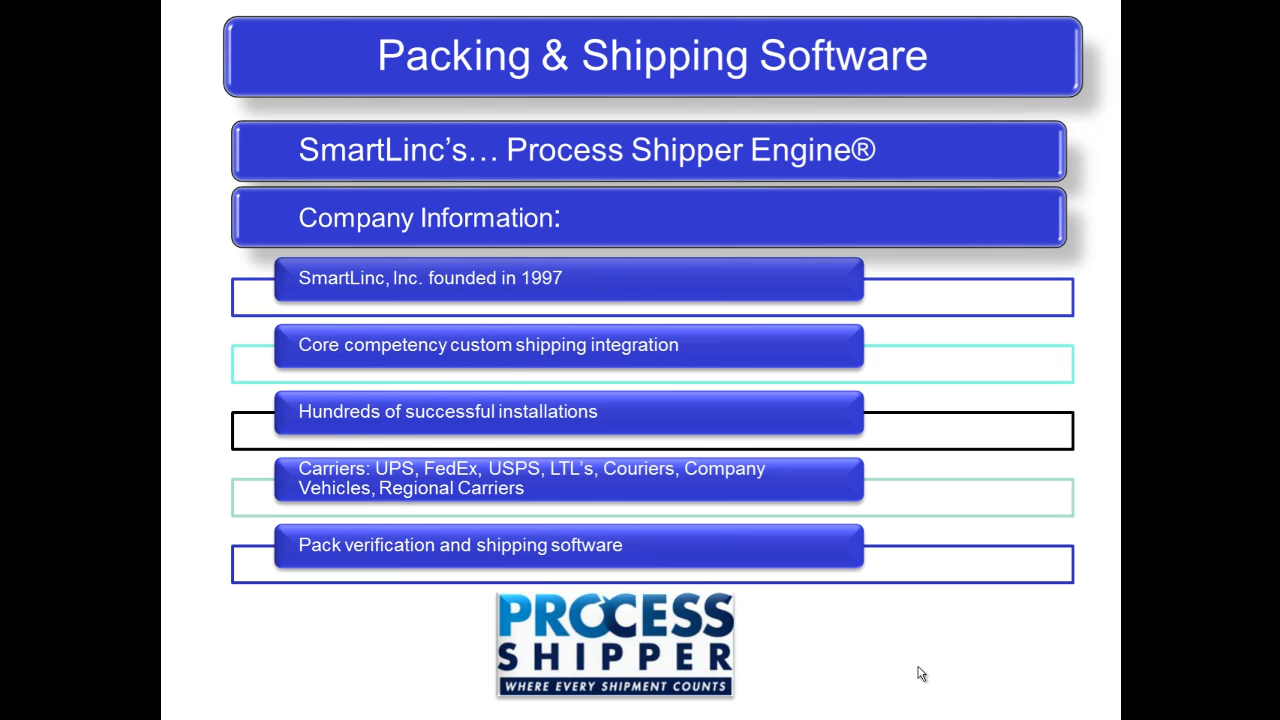 Packing & Shipping Software
SmartLinc's… Process Shipper Engine®
Company Information:
SmartLinc, Inc. founded in 1997
Core competency custom shipping integration
Hundreds of successful installations
Carriers: UPS, FedEx, USPS, LTL's, Couriers, Company
Vehicles, Regional Carriers
Pack verification and shipping software
PROCESS
SHIPPER
WHERE EVERY SHIPMENT COUNTS